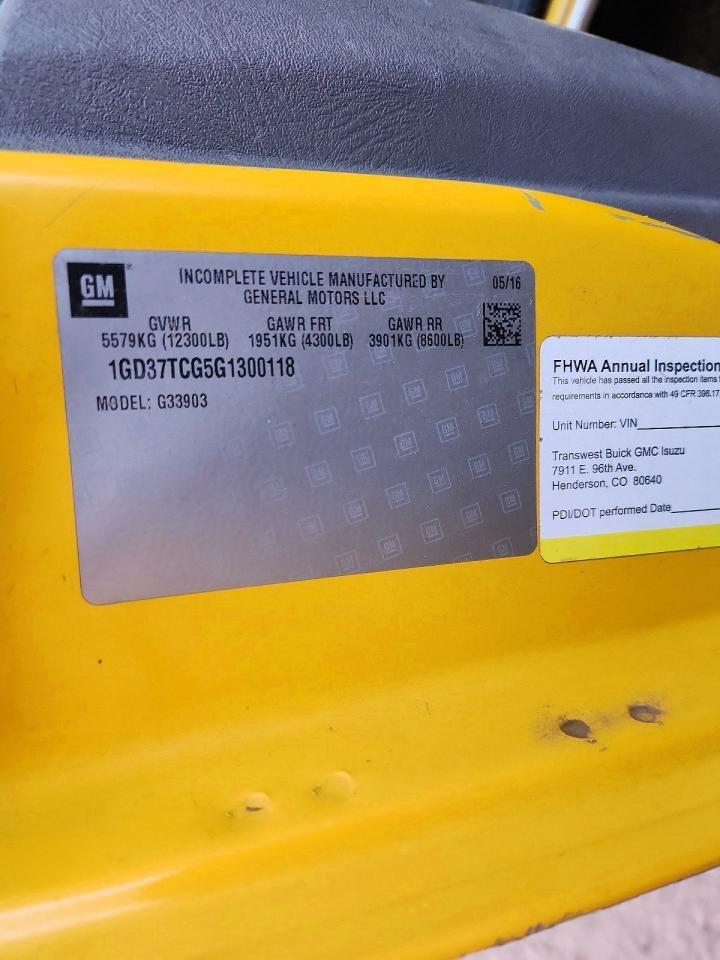 GM
INCOMPLETE VEHICLE MANUFACTURED BY
GENERAL MOTORS LLC
05/16
GVWR GAWR FRT GAWR RR
5579KG (12300LB) 1951KG (4300LB) 3901KG (8600LB)
1GD37TCG5G1300118
MODEL: G33903
FHWA Annual Inspection
This vehicle has passed all the inspection items
requirements in accordance with 49 CFR 396.17
Unit Number: VIN
Transwest Buick GMC Isuzu
7911 E. 96th Ave.
Henderson, CO 80640
PDI/DOT performed Date